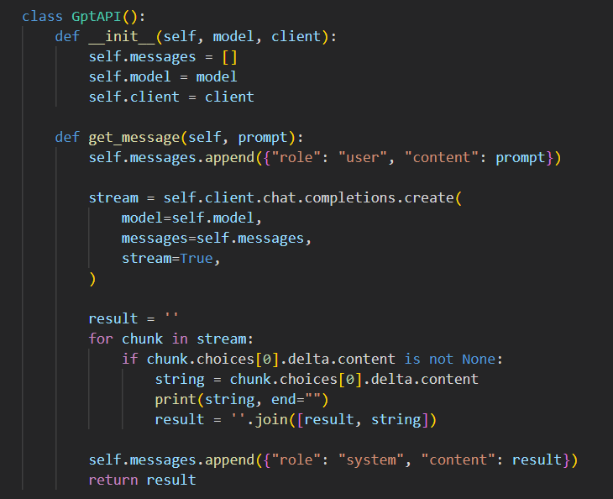 class GptAPI():
    def __init__(self, model, client):
        self.messages = []
        self.model = model
        self.client = client

    def get_message(self, prompt):
        self.messages.append({"role": "user", "content": prompt})

        stream = self.client.chat.completions.create(
            model=self.model,
            messages=self.messages,
            stream=True,
        )

        result = ''
        for chunk in stream:
            if chunk.choices[0].delta.content is not None:
                string = chunk.choices[0].delta.content
                print(string, end="")
                result = ''.join([result, string])

        self.messages.append({"role": "system", "content": result})
        return result